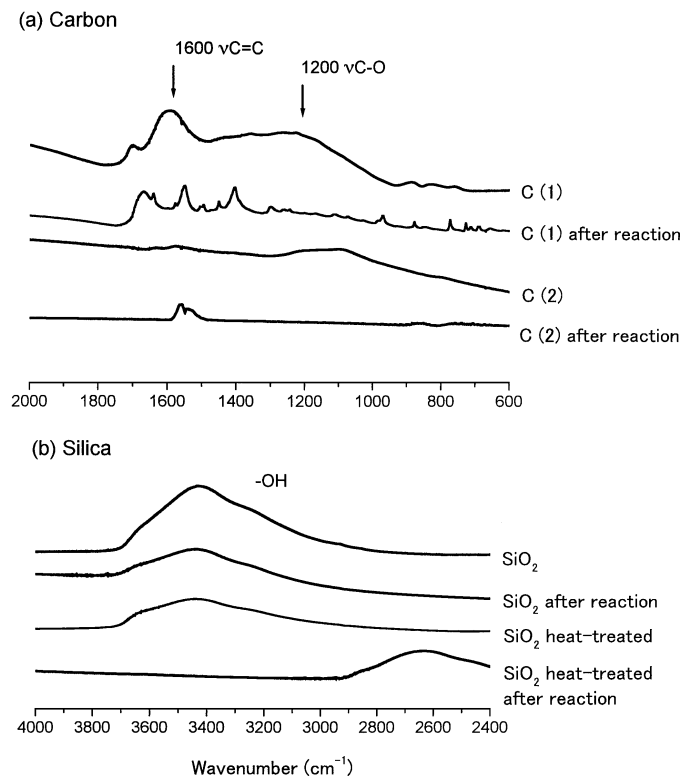 (a) Carbon
1600 νC=C
1200 νC-O
C (1)
C (1) after reaction
C (2)
C (2) after reaction
2000 1800 1600 1400 1200 1000 800 600
(b) Silica
-OH
SiO₂
SiO₂ after reaction
SiO₂ heat-treated
SiO₂ heat-treated
after reaction
4000 3800 3600 3400 3200 3000 2800 2600 2400
Wavenumber (cm⁻¹)